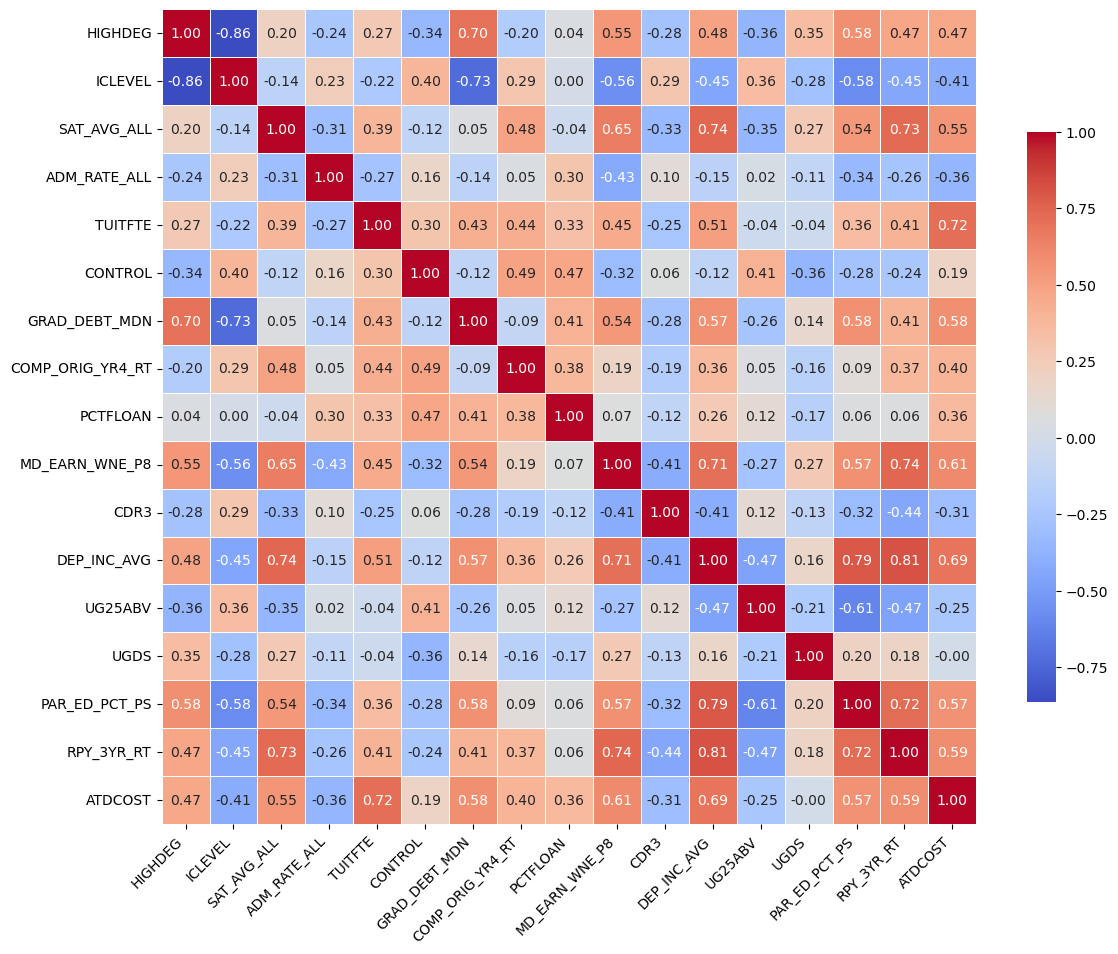 HIGHDEG 1.00 -0.86 0.20 -0.24 0.27 -0.34 0.70 -0.20 0.04 0.55 -0.28 0.48 -0.36 0.35 0.58 0.47 0.47
ICLEVEL -0.86 1.00 -0.14 0.23 -0.22 0.40 -0.73 0.29 0.00 -0.56 0.29 -0.45 0.36 -0.28 -0.58 -0.45 -0.41
SAT_AVG_ALL 0.20 -0.14 1.00 -0.31 0.39 -0.12 0.05 0.48 -0.04 0.65 -0.33 0.74 -0.35 0.27 0.54 0.73 0.55
ADM_RATE_ALL -0.24 0.23 -0.31 1.00 -0.27 0.16 -0.14 0.05 0.30 -0.43 0.10 -0.15 0.02 -0.11 -0.34 -0.26 -0.36
TUITFTE 0.27 -0.22 0.39 -0.27 1.00 0.30 0.43 0.44 0.33 0.45 -0.25 0.51 -0.04 -0.04 0.36 0.41 0.72
CONTROL -0.34 0.40 -0.12 0.16 0.30 1.00 -0.12 0.49 0.47 -0.32 0.06 -0.12 0.41 -0.36 -0.28 -0.24 0.19
GRAD_DEBT_MDN 0.70 -0.73 0.05 -0.14 0.43 -0.12 1.00 -0.09 0.41 0.54 -0.28 0.57 -0.26 0.14 0.58 0.41 0.58
COMP_ORIG_YR4_RT -0.20 0.29 0.48 0.05 0.44 0.49 -0.09 1.00 0.38 0.19 -0.19 0.36 0.05 -0.16 0.09 0.37 0.40
PCTFLOAN 0.04 0.00 -0.04 0.30 0.33 0.47 0.41 0.38 1.00 0.07 -0.12 0.26 0.12 -0.17 0.06 0.06 0.36
MD_EARN_WNE_P8 0.55 -0.56 0.65 -0.43 0.45 -0.32 0.54 0.19 0.07 1.00 -0.41 0.71 -0.27 0.27 0.57 0.74 0.61
CDR3 -0.28 0.29 -0.33 0.10 -0.25 0.06 -0.28 -0.19 -0.12 -0.41 1.00 -0.41 0.12 -0.13 -0.32 -0.44 -0.31
DEP_INC_AVG 0.48 -0.45 0.74 -0.15 0.51 -0.12 0.57 0.36 0.26 0.71 -0.41 1.00 -0.47 0.16 0.79 0.81 0.69
UG25ABV -0.36 0.36 -0.35 0.02 -0.04 0.41 -0.26 0.05 0.12 -0.27 0.12 -0.47 1.00 -0.21 -0.61 -0.47 -0.25
UGDS 0.35 -0.28 0.27 -0.11 -0.04 -0.36 0.14 -0.16 -0.17 0.27 -0.13 0.16 -0.21 1.00 0.20 0.18 -0.00
PAR_ED_PCT_PS 0.58 -0.58 0.54 -0.34 0.36 -0.28 0.58 0.09 0.06 0.57 -0.32 0.79 -0.61 0.20 1.00 0.72 0.57
RPY_3YR_RT 0.47 -0.45 0.73 -0.26 0.41 -0.24 0.41 0.37 0.06 0.74 -0.44 0.81 -0.47 0.18 0.72 1.00 0.59
ATDCOST 0.47 -0.41 0.55 -0.36 0.72 0.19 0.58 0.40 0.36 0.61 -0.31 0.69 -0.25 -0.00 0.57 0.59 1.00
HIGHDEG
ICLEVEL
SAT_AVG_ALL
ADM_RATE_ALL
TUITFTE
CONTROL
GRAD_DEBT_MDN
COMP_ORIG_YR4_RT
PCTFLOAN
MD_EARN_WNE_P8
CDR3
DEP_INC_AVG
UG25ABV
UGDS
PAR_ED_PCT_PS
RPY_3YR_RT
ATDCOST
1.00
0.75
0.50
0.25
0.00
−0.25
−0.50
−0.75